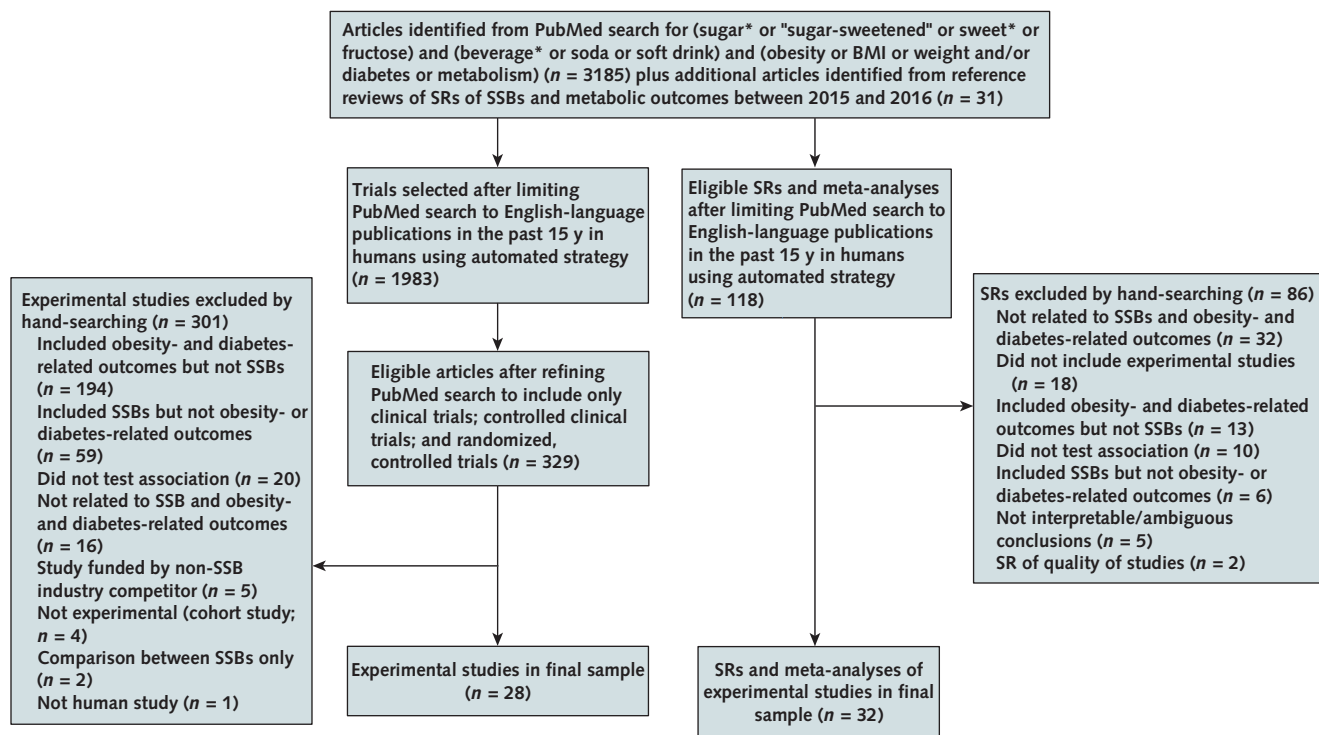 Articles identified from PubMed search for (sugar* or "sugar-sweetened" or sweet* or
fructose) and (beverage* or soda or soft drink) and (obesity or BMI or weight and/or
diabetes or metabolism) (n = 3185) plus additional articles identified from reference
reviews of SRs of SSBs and metabolic outcomes between 2015 and 2016 (n = 31)
Trials selected after limiting
PubMed search to English-language
publications in the past 15 y in
humans using automated strategy
(n = 1983)
Eligible SRs and meta-analyses
after limiting PubMed search to
English-language publications
in the past 15 y in humans
using automated strategy
(n = 118)
Experimental studies excluded by
hand-searching (n = 301)
Included obesity- and diabetes-
related outcomes but not SSBs
(n = 194)
Included SSBs but not obesity- or
diabetes-related outcomes
(n = 59)
Did not test association (n = 20)
Not related to SSB and obesity-
and diabetes-related outcomes
(n = 16)
Study funded by non-SSB
industry competitor (n = 5)
Not experimental (cohort study;
n = 4)
Comparison between SSBs only
(n = 2)
Not human study (n = 1)
Eligible articles after refining
PubMed search to include only
clinical trials; controlled clinical
trials; and randomized,
controlled trials (n = 329)
SRs excluded by hand-searching (n = 86)
Not related to SSBs and obesity- and
diabetes-related outcomes (n = 32)
Did not include experimental studies
(n = 18)
Included obesity- and diabetes-related
outcomes but not SSBs (n = 13)
Did not test association (n = 10)
Included SSBs but not obesity- or
diabetes-related outcomes (n = 6)
Not interpretable/ambiguous
conclusions (n = 5)
SR of quality of studies (n = 2)
Experimental studies in final sample
(n = 28)
SRs and meta-analyses of
experimental studies in final
sample (n = 32)